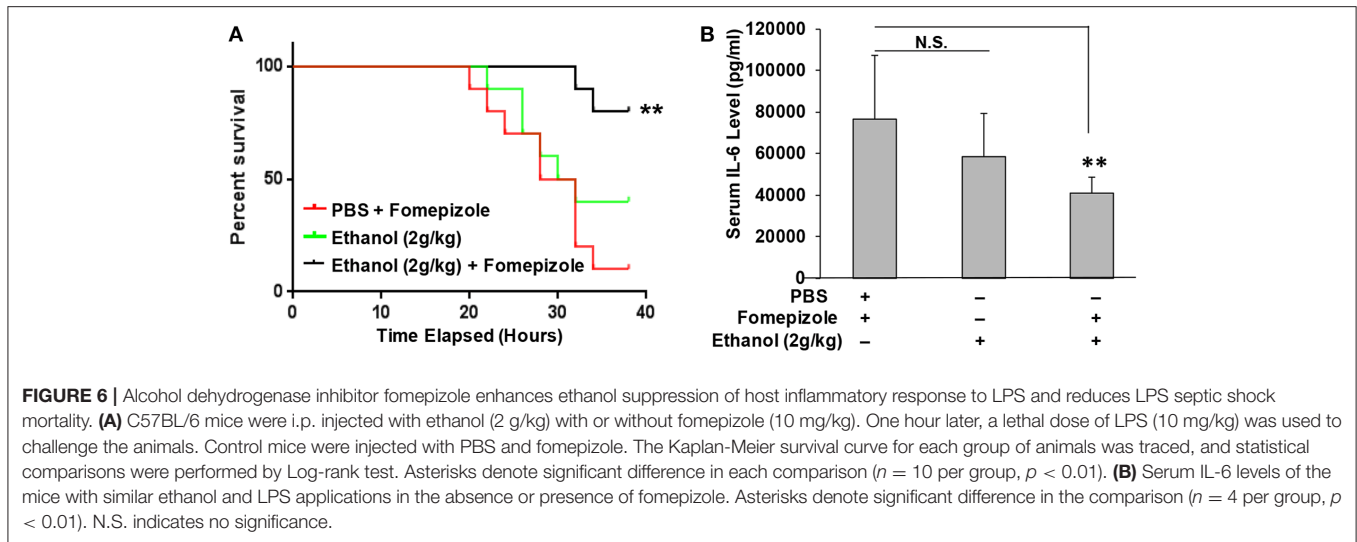 A
100
50
0
Percent survival
**
PBS + Fomepizole
Ethanol (2g/kg)
Ethanol (2g/kg) + Fomepizole
0 10 20 30 40
Time Elapsed (Hours)
B
120000
100000
80000
60000
40000
20000
0
Serum IL-6 Level (pg/ml)
N.S.
**
PBS + – –
Fomepizole + – +
Ethanol (2g/kg) – + +
FIGURE 6 | Alcohol dehydrogenase inhibitor fomepizole enhances ethanol suppression of host inflammatory response to LPS and reduces LPS septic shock
mortality. (A) C57BL/6 mice were i.p. injected with ethanol (2 g/kg) with or without fomepizole (10 mg/kg). One hour later, a lethal dose of LPS (10 mg/kg) was used to
challenge the animals. Control mice were injected with PBS and fomepizole. The Kaplan-Meier survival curve for each group of animals was traced, and statistical
comparisons were performed by Log-rank test. Asterisks denote significant difference in each comparison (n = 10 per group, p < 0.01). (B) Serum IL-6 levels of the
mice with similar ethanol and LPS applications in the absence or presence of fomepizole. Asterisks denote significant difference in the comparison (n = 4 per group, p
< 0.01). N.S. indicates no significance.